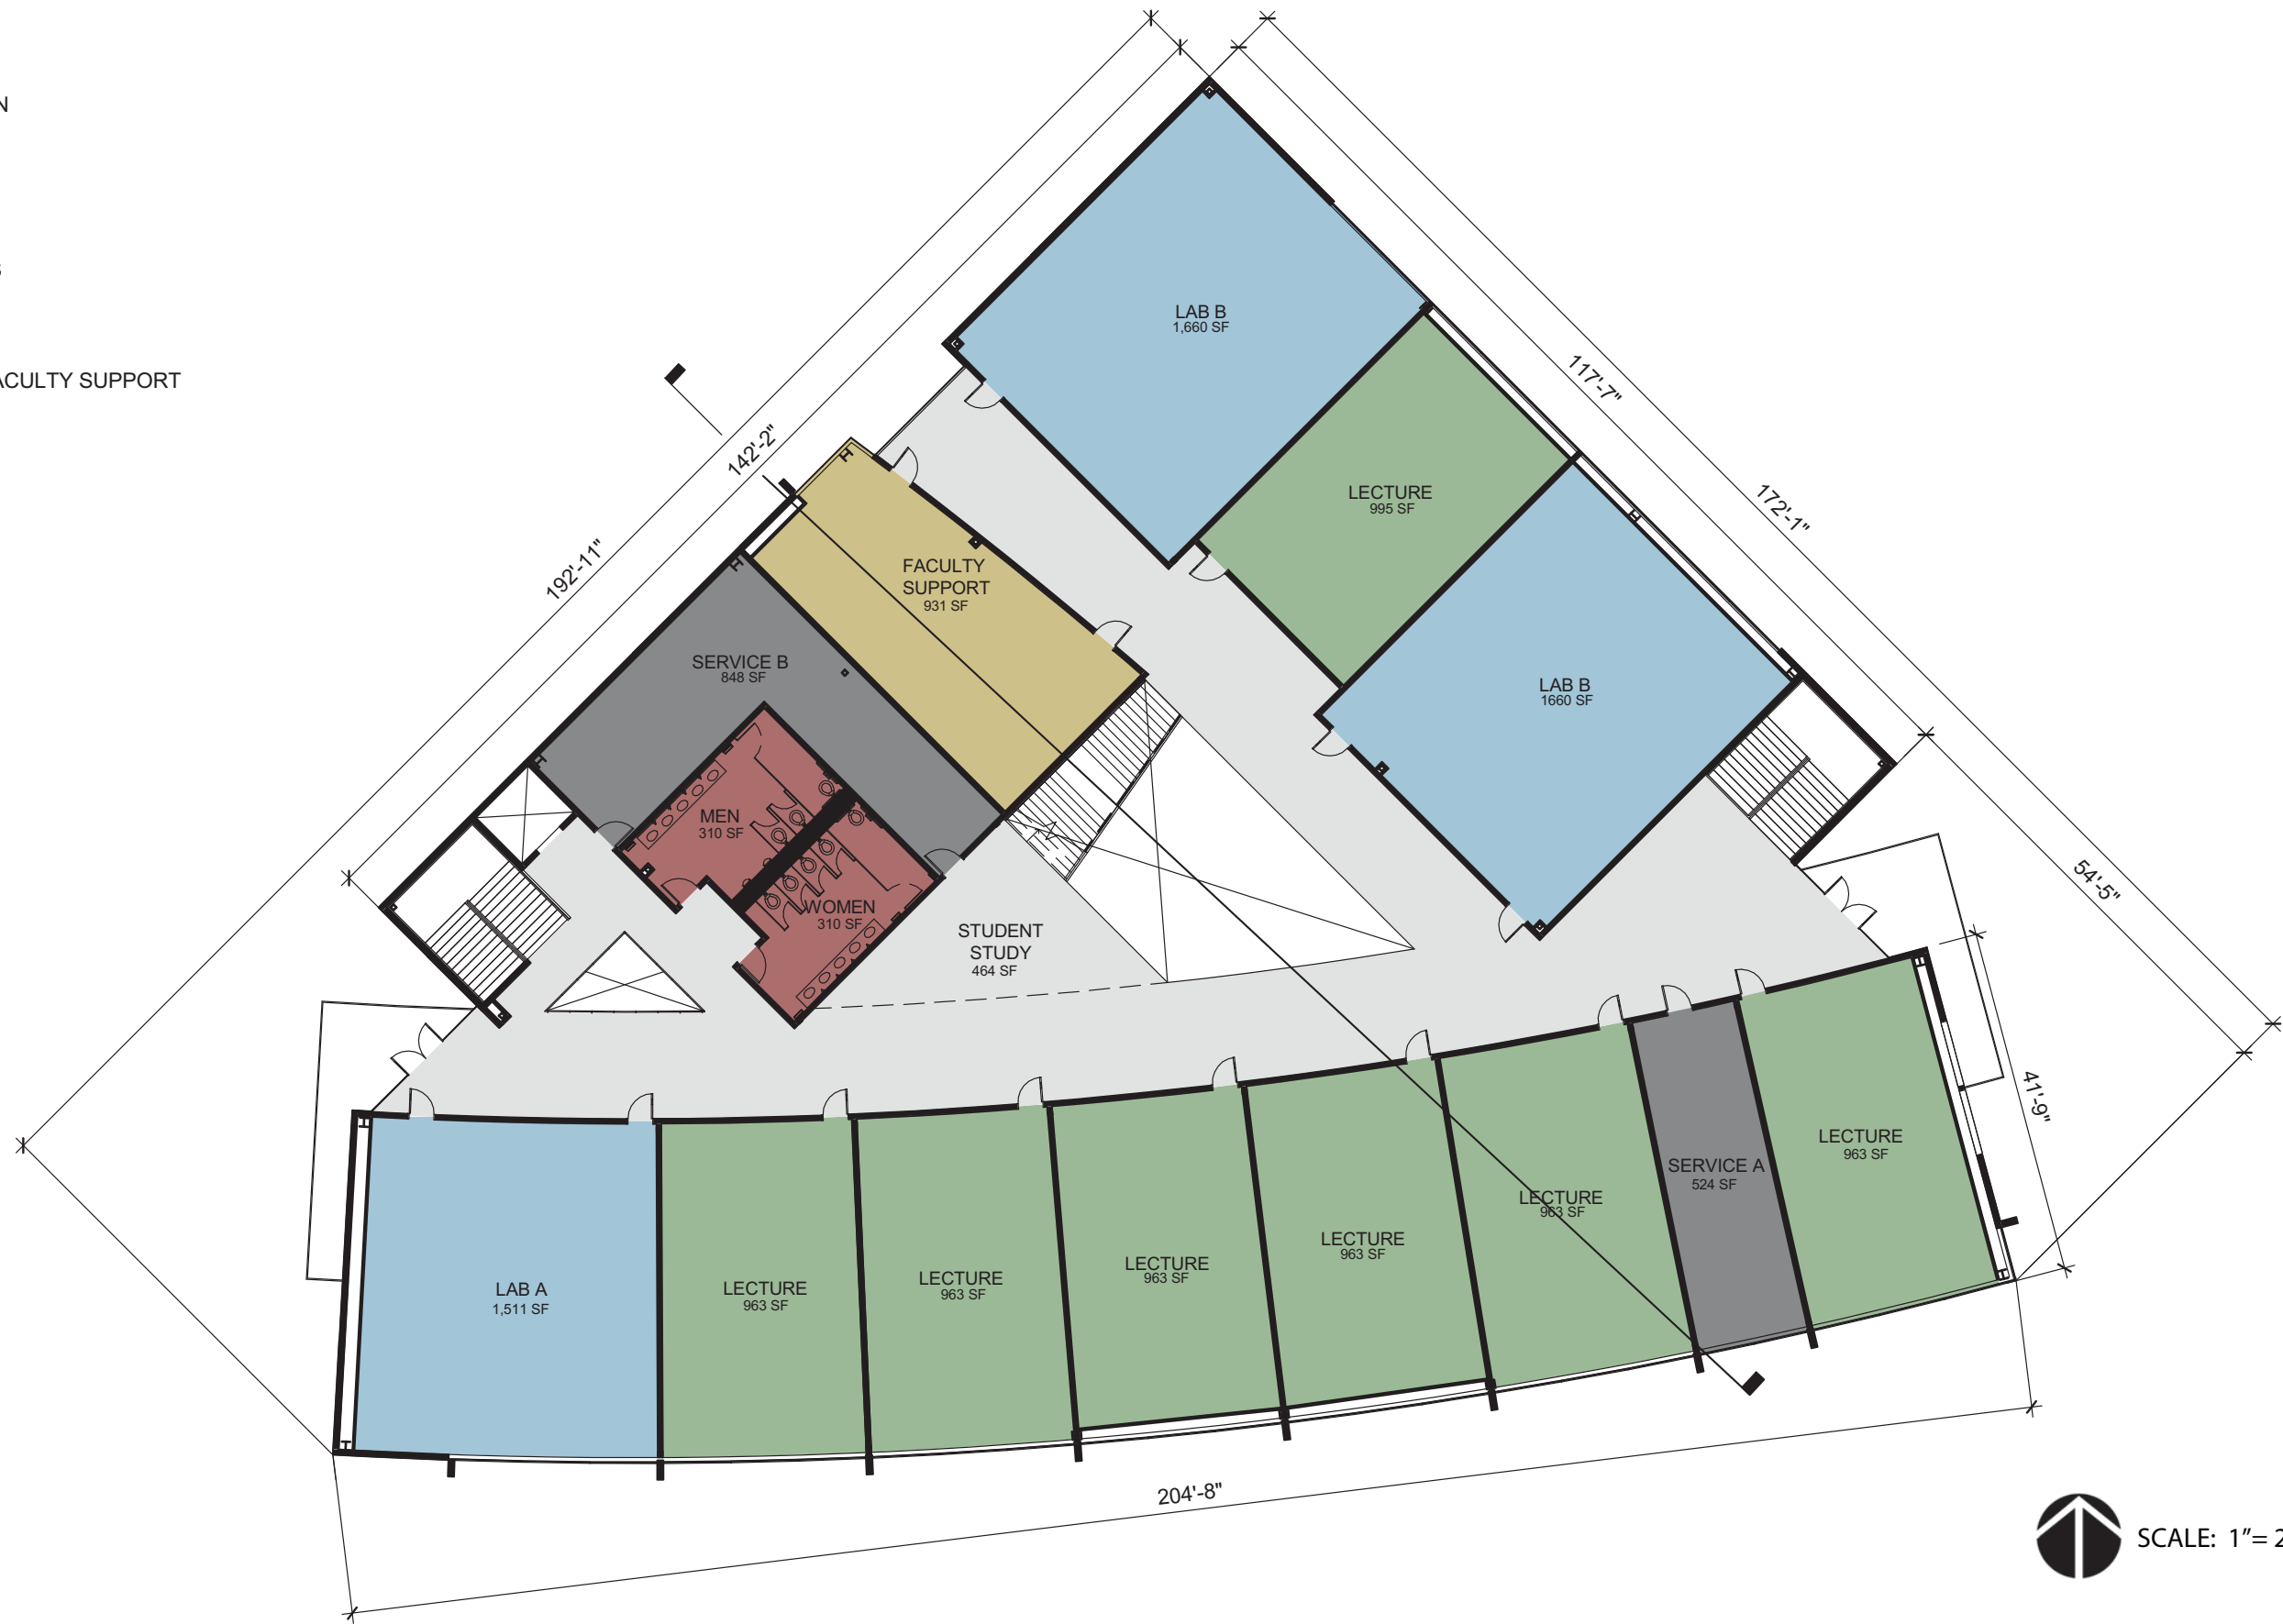 N
S
ACULTY SUPPORT
LAB B
1,660 SF
117'-7"
172'-1"
142'-2"
192'-11"
LECTURE
995 SF
FACULTY
SUPPORT
931 SF
SERVICE B
848 SF
LAB B
1660 SF
MEN
310 SF
WOMEN
310 SF
STUDENT
STUDY
464 SF
54'-5"
41'-9"
LECTURE
963 SF
SERVICE A
524 SF
LECTURE
963 SF
LECTURE
963 SF
LECTURE
963 SF
LECTURE
963 SF
LECTURE
963 SF
LAB A
1,511 SF
204'-8"
SCALE: 1"= 2